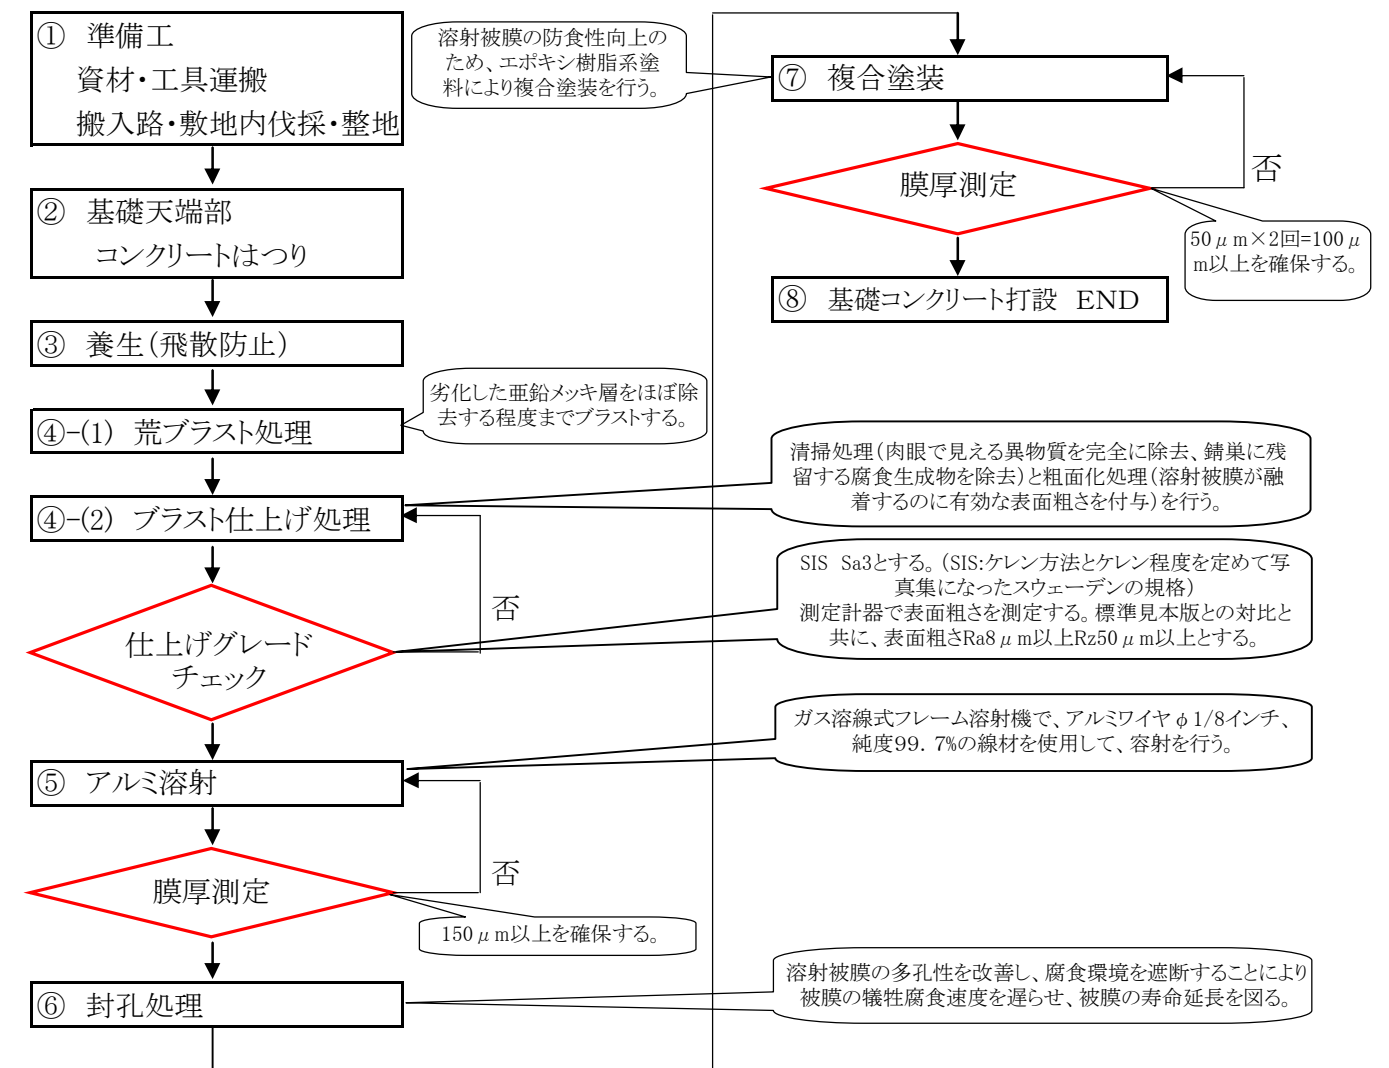 ① 準備工
資材・工具運搬
搬入路・敷地内伐採・整地
② 基礎天端部
コンクリートはつり
③ 養生(飛散防止)
④-(1) 荒ブラスト処理
劣化した亜鉛メッキ層をほぼ除
去する程度までブラストする。
④-(2) ブラスト仕上げ処理
清掃処理(肉眼で見える異物質を完全に除去、錆巣に残
留する腐食生成物を除去)と粗面化処理(溶射被膜が融
着するのに有効な表面粗さを付与)を行う。
否
仕上げグレード
チェック
SIS Sa3とする。(SIS:ケレン方法とケレン程度を定めて写
真集になったスウェーデンの規格)
測定計器で表面粗さを測定する。標準見本版との対比と
共に、表面粗さRa8μm以上Rz50μm以上とする。
⑤ アルミ溶射
ガス溶線式フレーム溶射機で、アルミワイヤφ1/8インチ、
純度99.7%の線材を使用して、容射を行う。
否
膜厚測定
150μm以上を確保する。
⑥ 封孔処理
溶射被膜の多孔性を改善し、腐食環境を遮断することにより
被膜の犠牲腐食速度を遅らせ、被膜の寿命延長を図る。
溶射被膜の防食性向上の
ため、エポキシ樹脂系塗
料により複合塗装を行う。
⑦ 複合塗装
否
膜厚測定
50μm×2回=100μ
m以上を確保する。
⑧ 基礎コンクリート打設 END